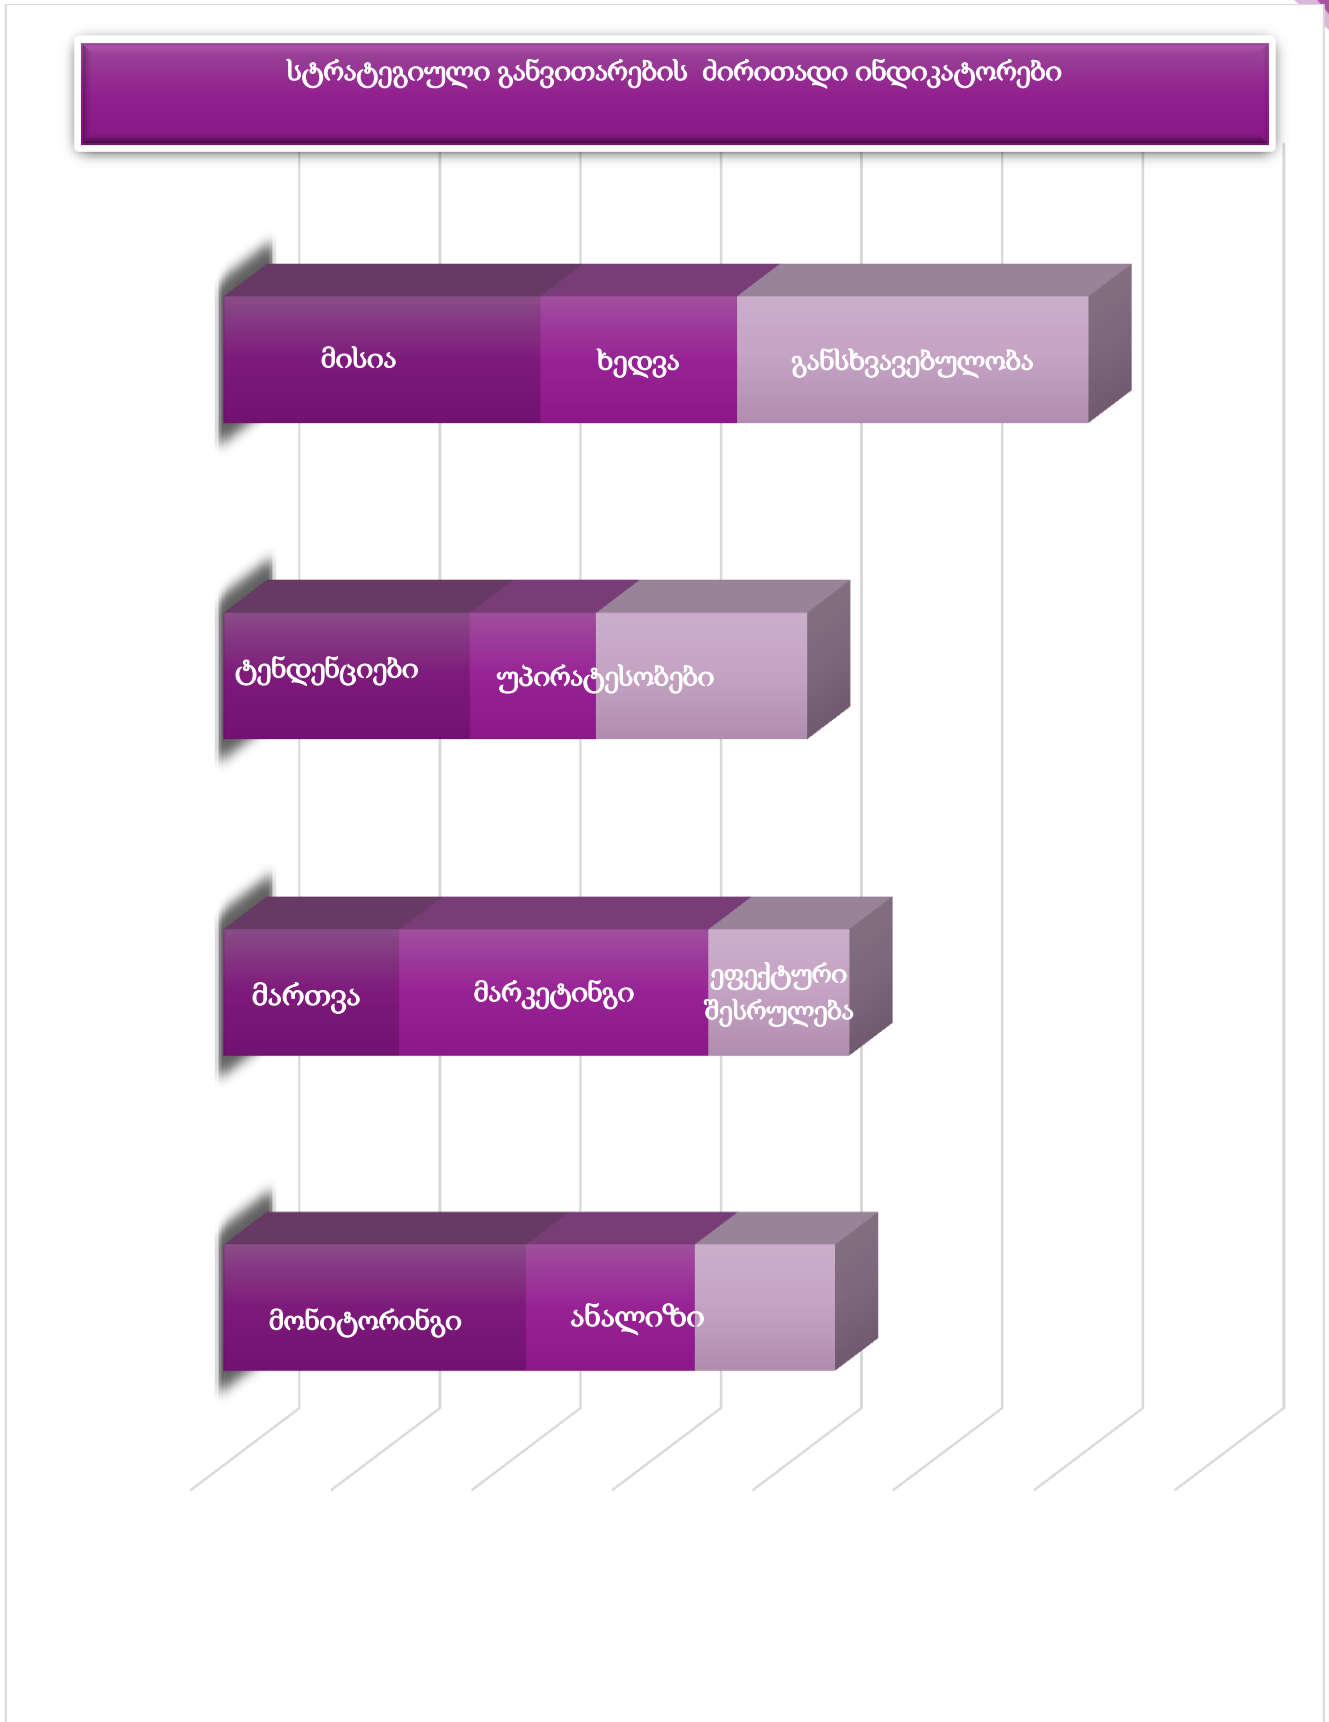 სტრატეგიული განვითარების ძირითადი ინდიკატორები
მისია
ხედვა
განსხვავებულობა
ტენდენციები
უპირატესობები
მართვა
მარკეტინგი
ეფექტური
შესრულება
მონიტორინგი
ანალიზი